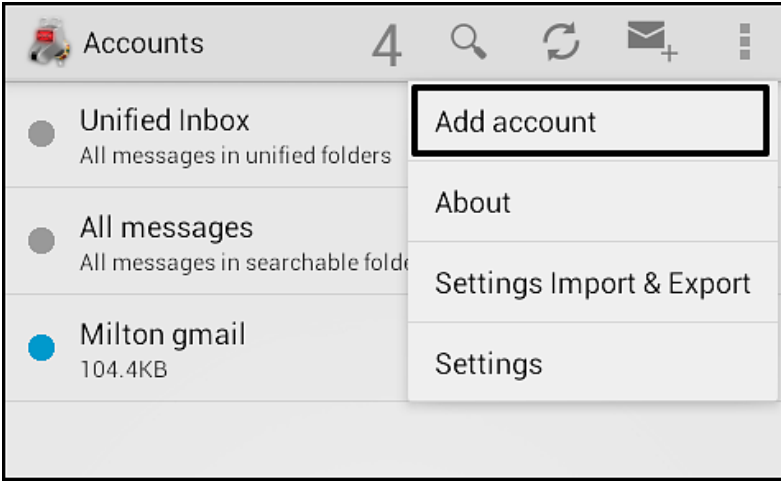 Accounts 4
Unified Inbox
All messages in unified folders
All messages
All messages in searchable folde
Milton gmail
104.4KB
Add account
About
Settings Import & Export
Settings